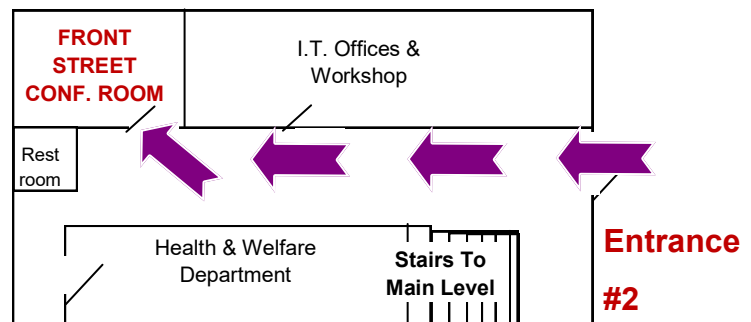 FRONT
STREET
CONF. ROOM
I.T. Offices &
Workshop
Rest
room
Health & Welfare
Department
Stairs To
Main Level
Entrance
#2